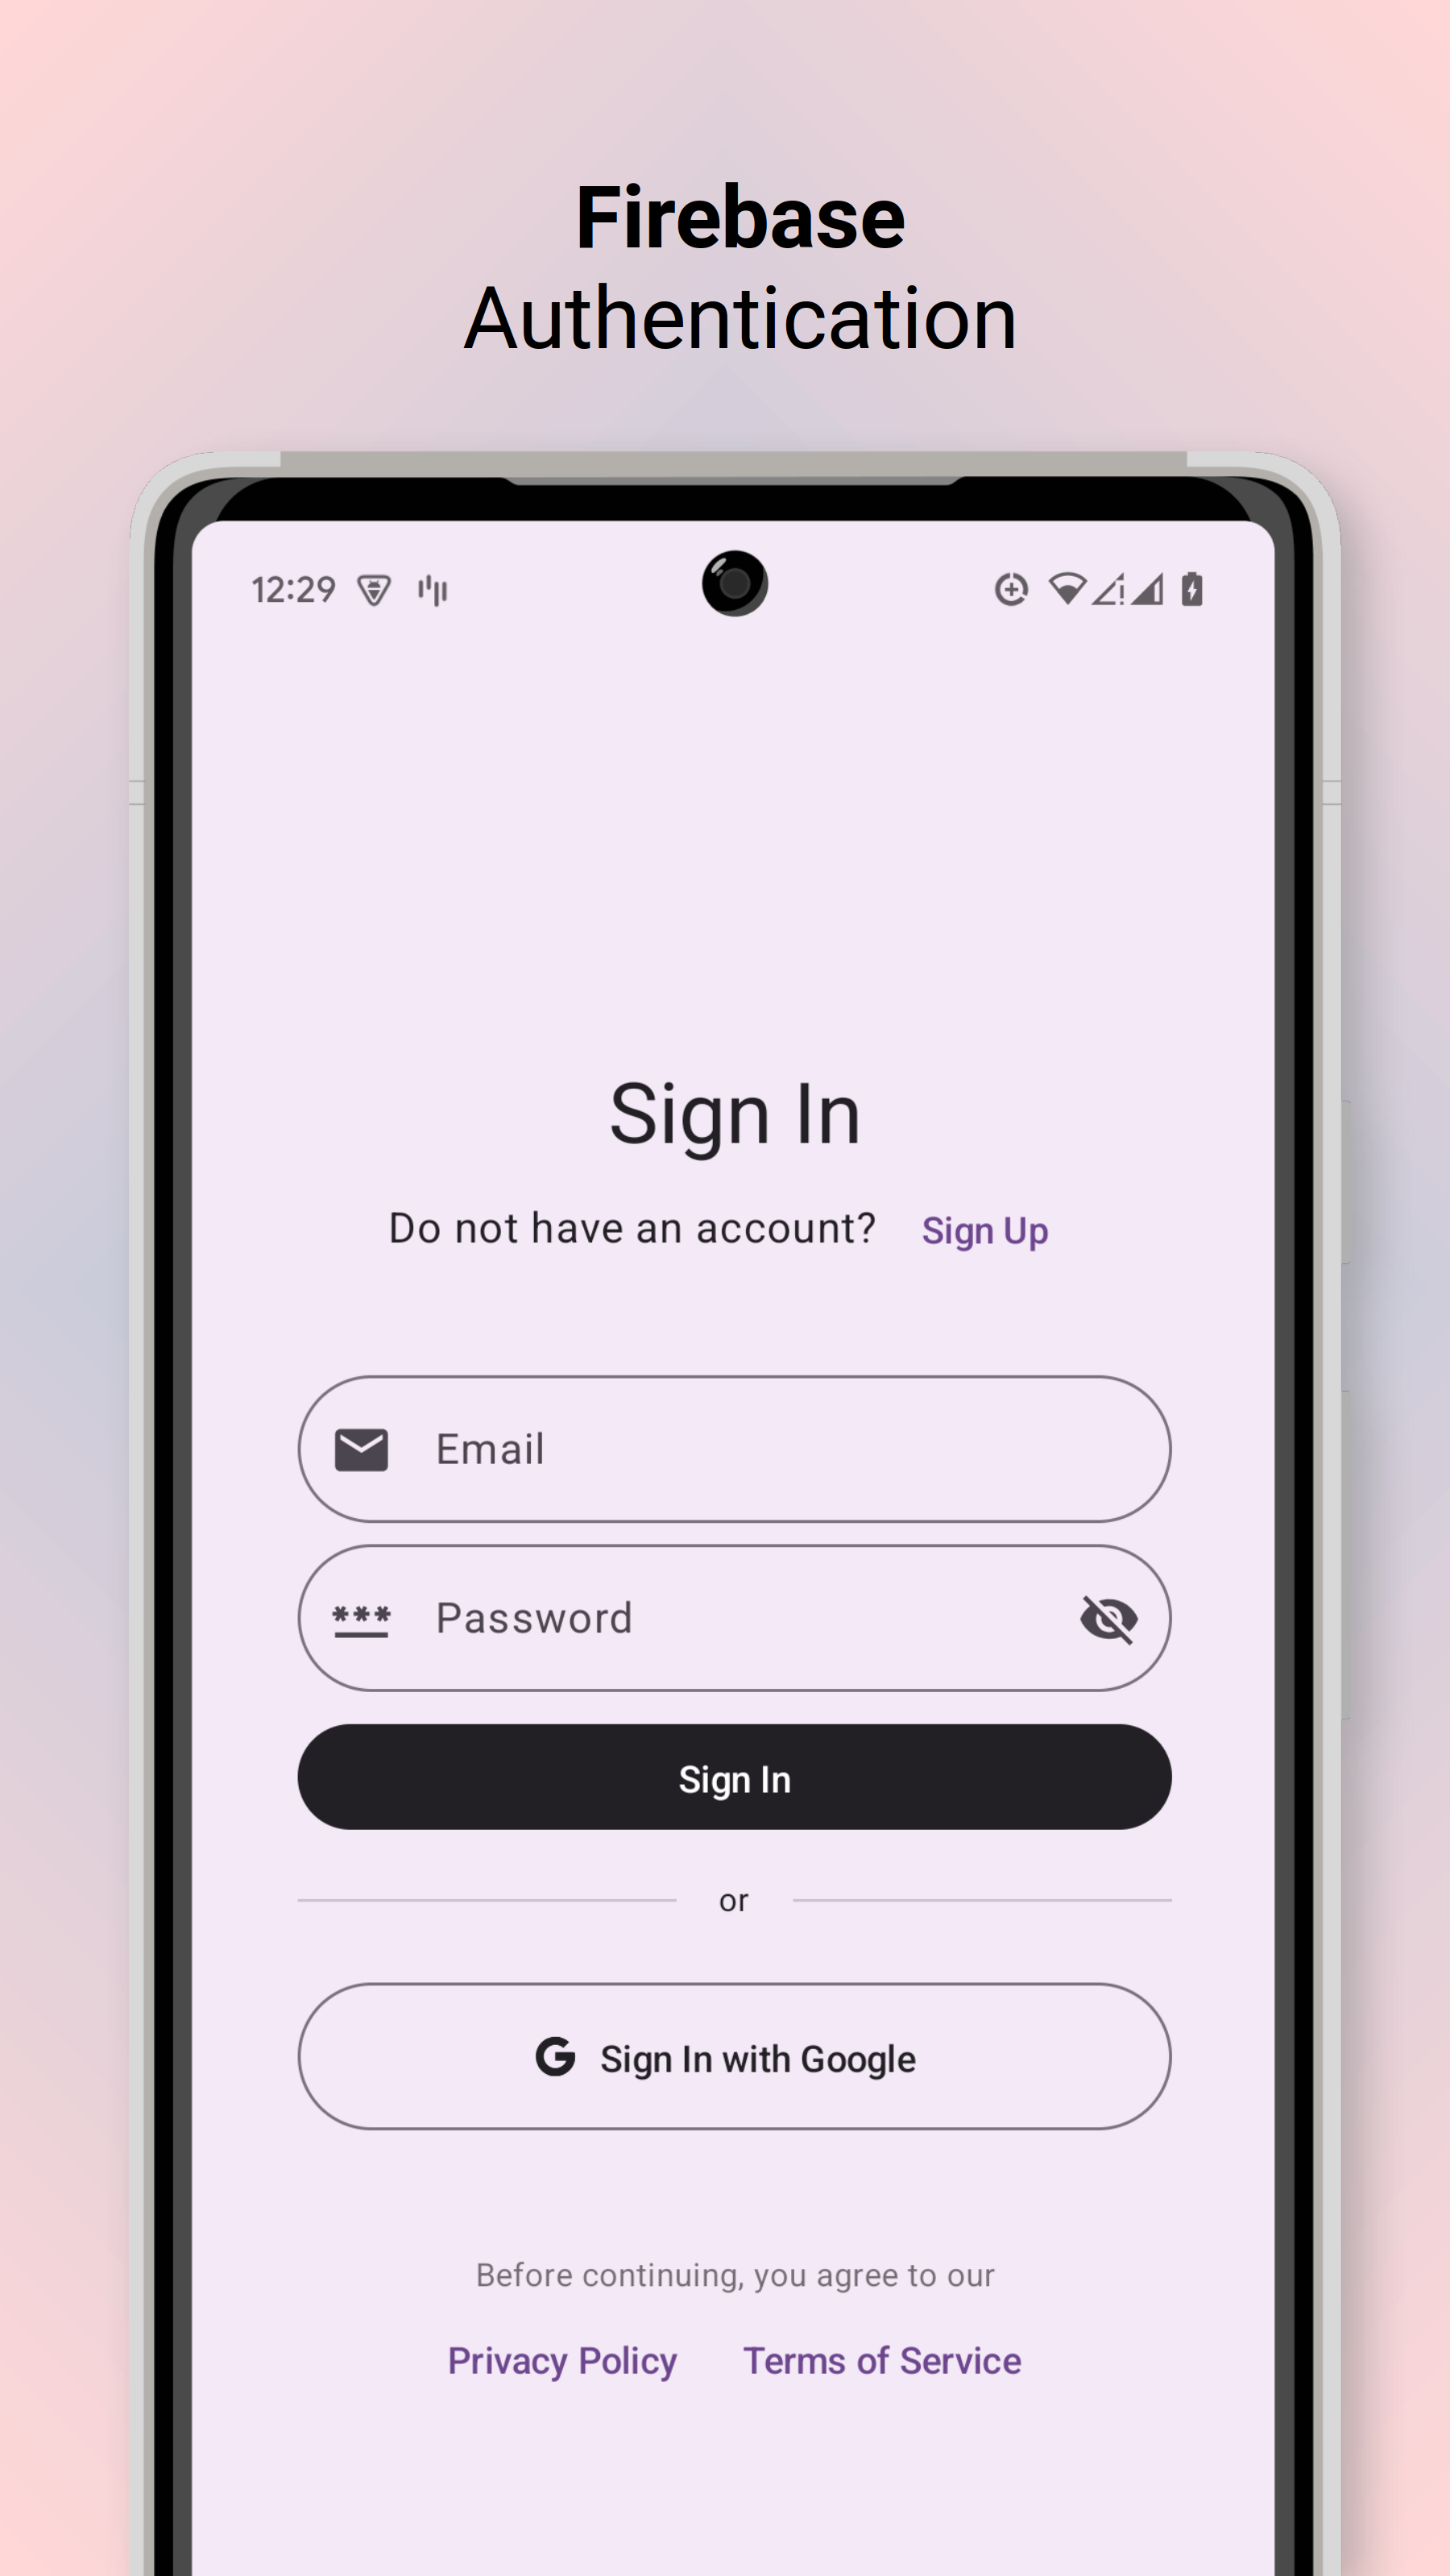 Firebase
Authentication
12:29
Sign In
Do not have an account? Sign Up
Email
*** Password
Sign In
or
G Sign In with Google
Before continuing, you agree to our
Privacy Policy Terms of Service